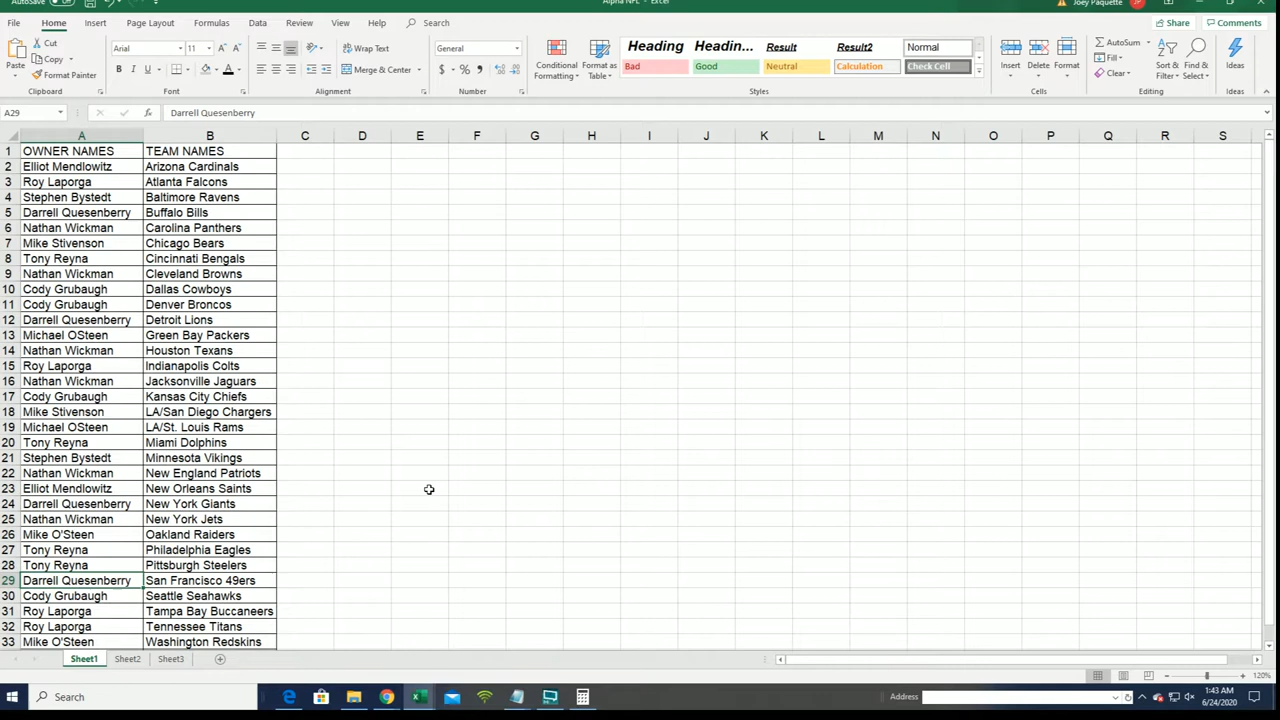 AutoSave Off Alpha NFL - Excel Joey Paquette JP
File Home Insert Page Layout Formulas Data Review View Help Search Share Comments
Paste Cut Copy Format Painter Clipboard
Arial 11 B I U Font
Wrap Text Merge & Center Alignment
General $ % Number
Conditional Formatting Format as Table
Heading Headin... Result Result2 Normal
Bad Good Neutral Calculation Check Cell
Styles
Insert Delete Format Cells
AutoSum Fill Clear Sort & Filter Find & Select Editing
Ideas Ideas
A29 fx Darrell Quesenberry
A B C D E F G H I J K L M N O P Q R S
1 OWNER NAMES TEAM NAMES
2 Elliot Mendlowitz Arizona Cardinals
3 Roy Laporga Atlanta Falcons
4 Stephen Bystedt Baltimore Ravens
5 Darrell Quesenberry Buffalo Bills
6 Nathan Wickman Carolina Panthers
7 Mike Stivenson Chicago Bears
8 Tony Reyna Cincinnati Bengals
9 Nathan Wickman Cleveland Browns
10 Cody Grubaugh Dallas Cowboys
11 Cody Grubaugh Denver Broncos
12 Darrell Quesenberry Detroit Lions
13 Michael OSteen Green Bay Packers
14 Nathan Wickman Houston Texans
15 Roy Laporga Indianapolis Colts
16 Nathan Wickman Jacksonville Jaguars
17 Cody Grubaugh Kansas City Chiefs
18 Mike Stivenson LA/San Diego Chargers
19 Michael OSteen LA/St. Louis Rams
20 Tony Reyna Miami Dolphins
21 Stephen Bystedt Minnesota Vikings
22 Nathan Wickman New England Patriots
23 Elliot Mendlowitz New Orleans Saints
24 Darrell Quesenberry New York Giants
25 Nathan Wickman New York Jets
26 Mike O'Steen Oakland Raiders
27 Tony Reyna Philadelphia Eagles
28 Tony Reyna Pittsburgh Steelers
29 Darrell Quesenberry San Francisco 49ers
30 Cody Grubaugh Seattle Seahawks
31 Roy Laporga Tampa Bay Buccaneers
32 Roy Laporga Tennessee Titans
33 Mike O'Steen Washington Redskins
Sheet1 Sheet2 Sheet3
120%
Search Address 1:43 AM
6/24/2020